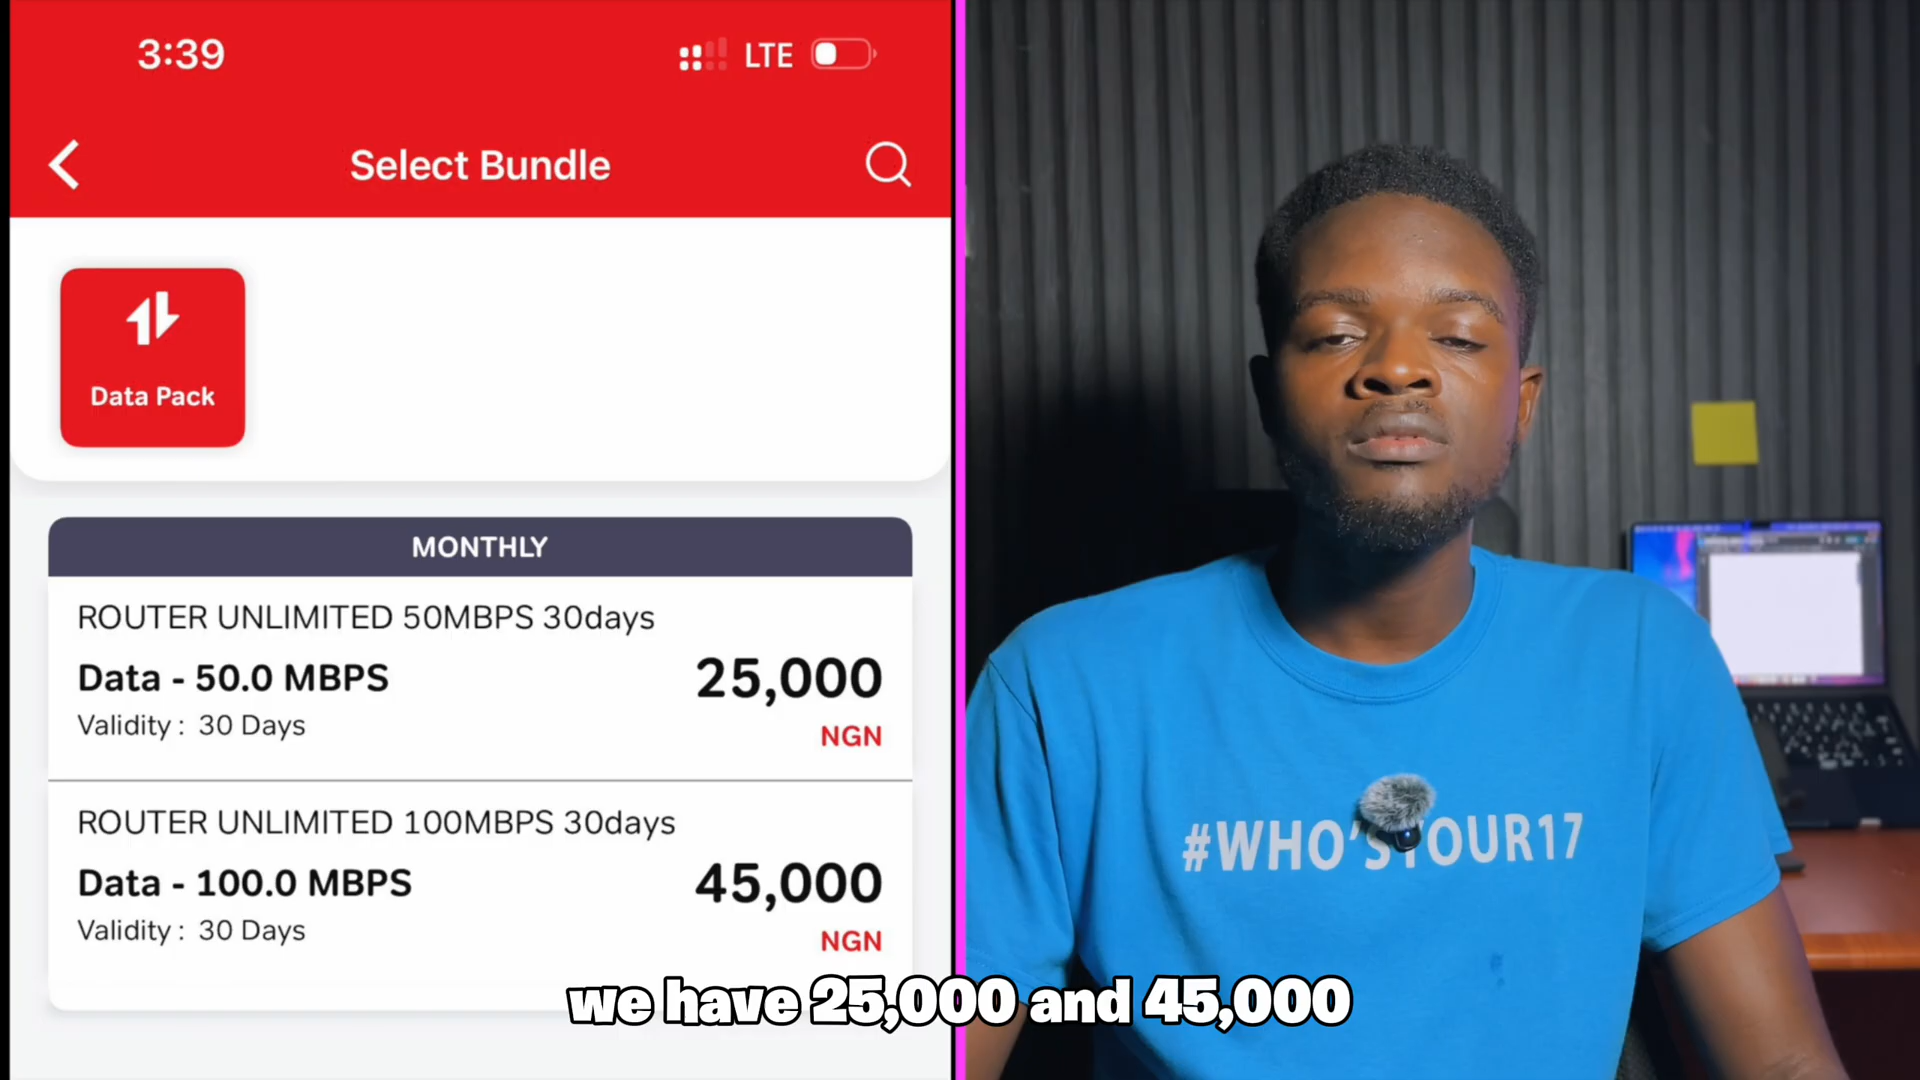 3:39
LTE
Select Bundle
Data Pack
MONTHLY
ROUTER UNLIMITED 50MBPS 30days
Data - 50.0 MBPS
25,000
Validity : 30 Days
NGN
ROUTER UNLIMITED 100MBPS 30days
Data - 100.0 MBPS
45,000
Validity : 30 Days
NGN
#WHO'S YOUR17
we have 25,000 and 45,000